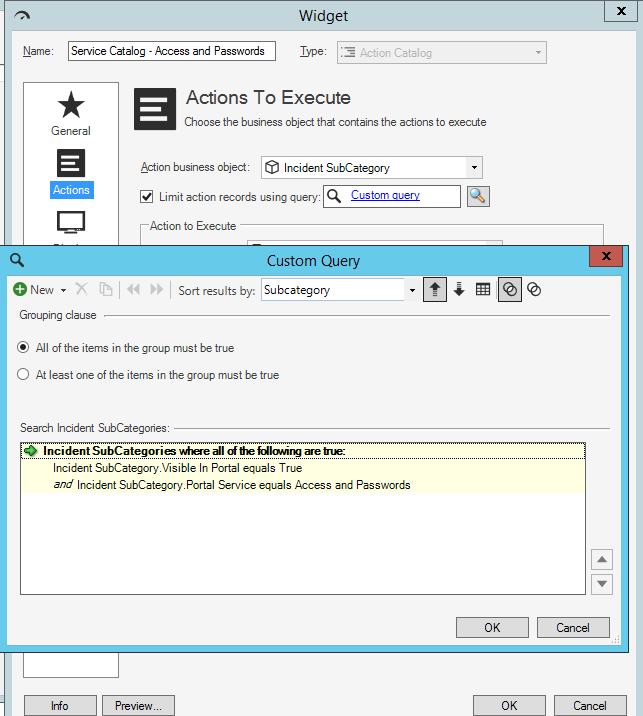 Widget
x
Name: Service Catalog - Access and Passwords Type: Action Catalog
General
Actions
Actions To Execute
Choose the business object that contains the actions to execute
Action business object: Incident SubCategory
Limit action records using query: Custom query
Action to Execute
Custom Query
x
New Sort results by: Subcategory
Grouping clause
All of the items in the group must be true
At least one of the items in the group must be true
Search Incident SubCategories:
Incident SubCategories where all of the following are true:
Incident SubCategory.Visible In Portal equals True
and Incident SubCategory.Portal Service equals Access and Passwords
OK Cancel
Info Preview... OK Cancel